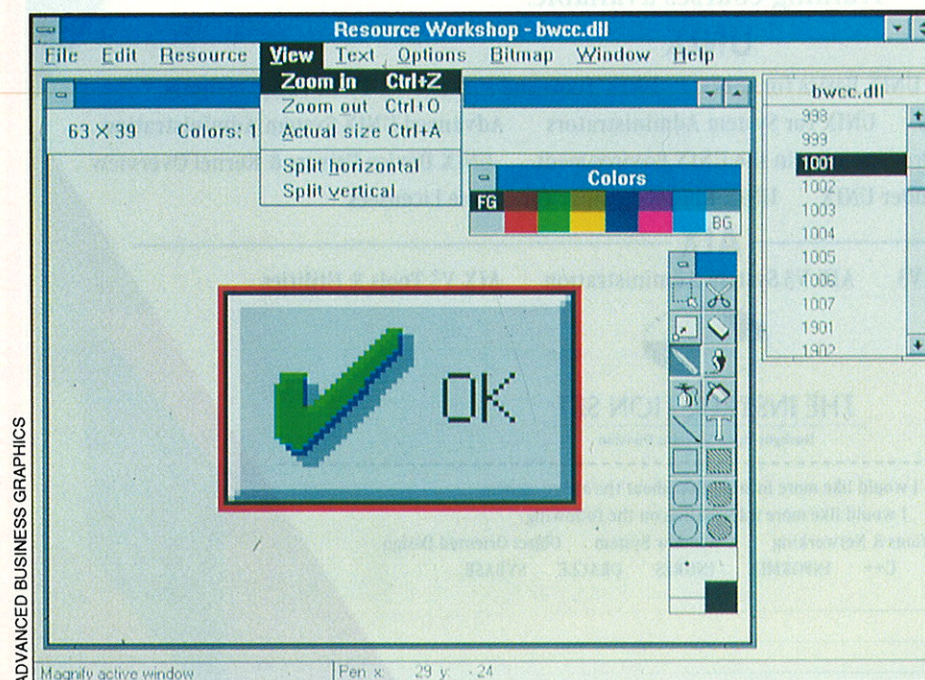 Resource Workshop - bwcc.dll
File Edit Resource View Text Options Bitmap Window Help
Zoom In Ctrl+Z
Zoom out Ctrl+O
Actual size Ctrl+A
Split horizontal
Split vertical
63 X 39 Colors:
bwcc.dll
998
999
1001
1002
1003
1004
1005
1006
1007
1901
1902
Colors
FG
BG
OK
Magnify active window
Pen x: 29 y: -24
ADVANCED BUSINESS GRAPHICS